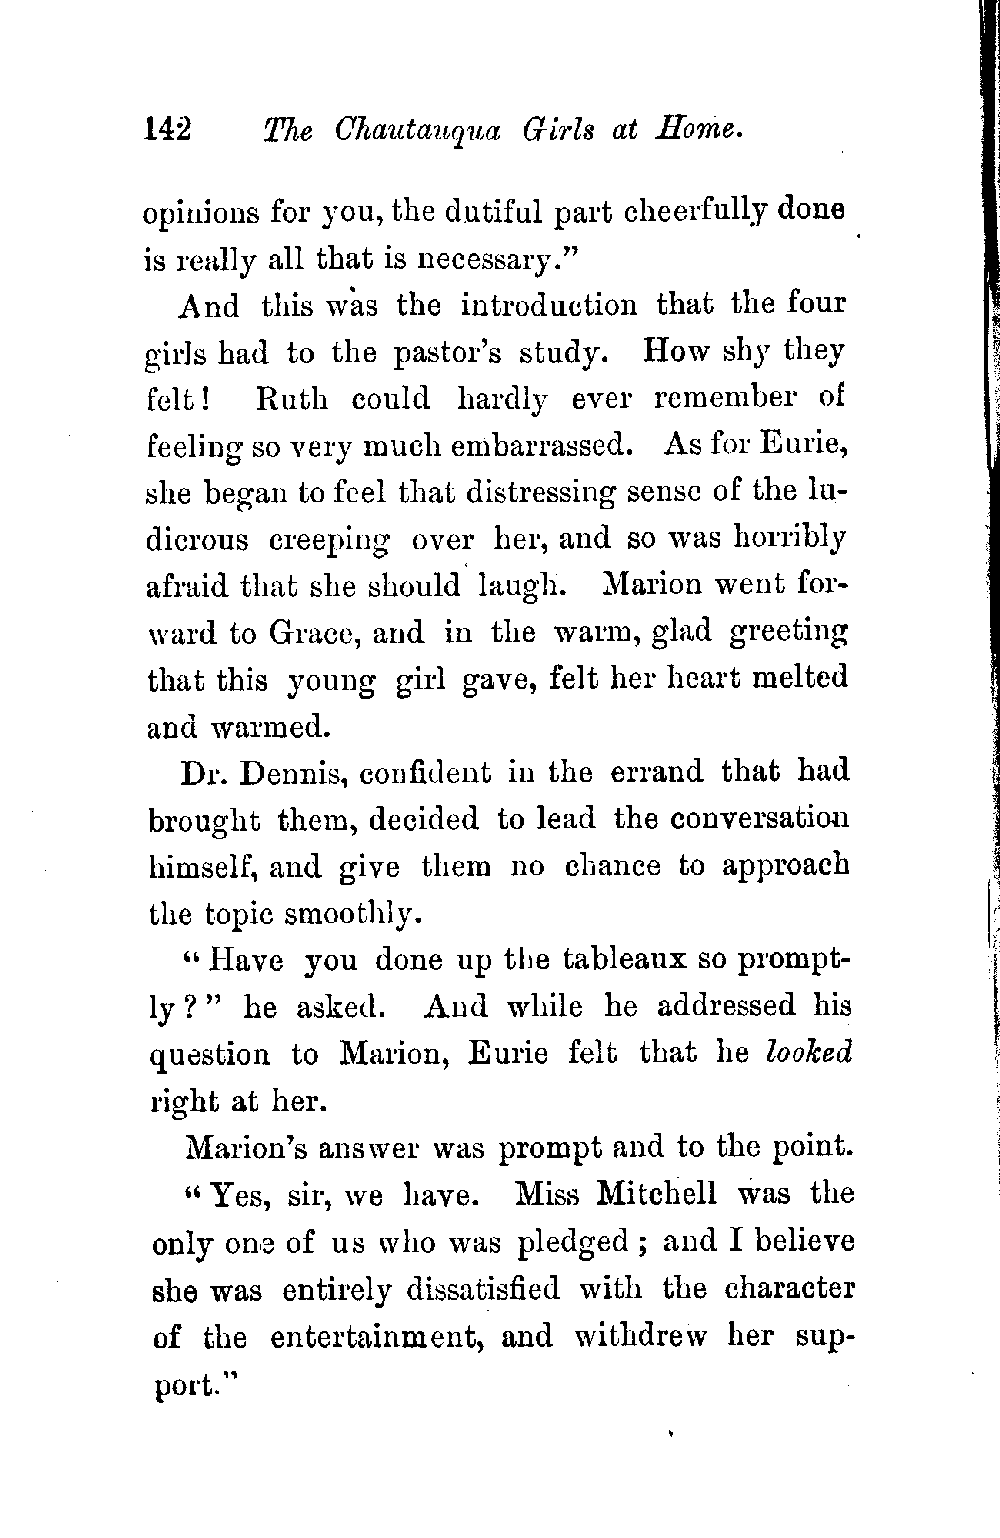 142 The Chautauqua Girls at Home.
opinions for you, the dutiful part cheerfully done
is really all that is necessary.”
And this was the introduction that the four
girls had to the pastor’s study. How shy they
felt! Ruth could hardly ever remember of
feeling so very much embarrassed. As for Eurie,
she began to feel that distressing sense of the lu-
dicrous creeping over her, and so was horribly
afraid that she should laugh. Marion went for-
ward to Grace, and in the warm, glad greeting
that this young girl gave, felt her heart melted
and warmed.
Dr. Dennis, confident in the errand that had
brought them, decided to lead the conversation
himself, and give them no chance to approach
the topic smoothly.
“Have you done up the tableaux so prompt-
ly?” he asked. And while he addressed his
question to Marion, Eurie felt that he looked
right at her.
Marion’s answer was prompt and to the point.
“Yes, sir, we have. Miss Mitchell was the
only one of us who was pledged; and I believe
she was entirely dissatisfied with the character
of the entertainment, and withdrew her sup-
port.”